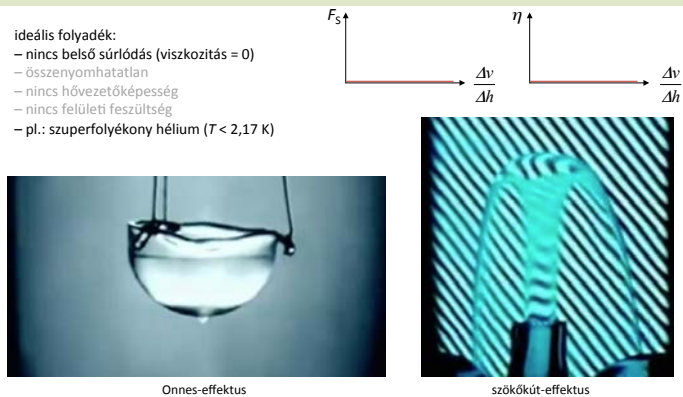 ideális folyadék:
– nincs belső súrlódás (viszkozitás = 0)
– összenyomhatatlan
– nincs hővezetőképesség
– nincs felületi feszültség
– pl.: szuperfolyékony hélium (T < 2,17 K)
F_S
Δv
Δh
η
Δv
Δh
Onnes-effektus
szökőkút-effektus